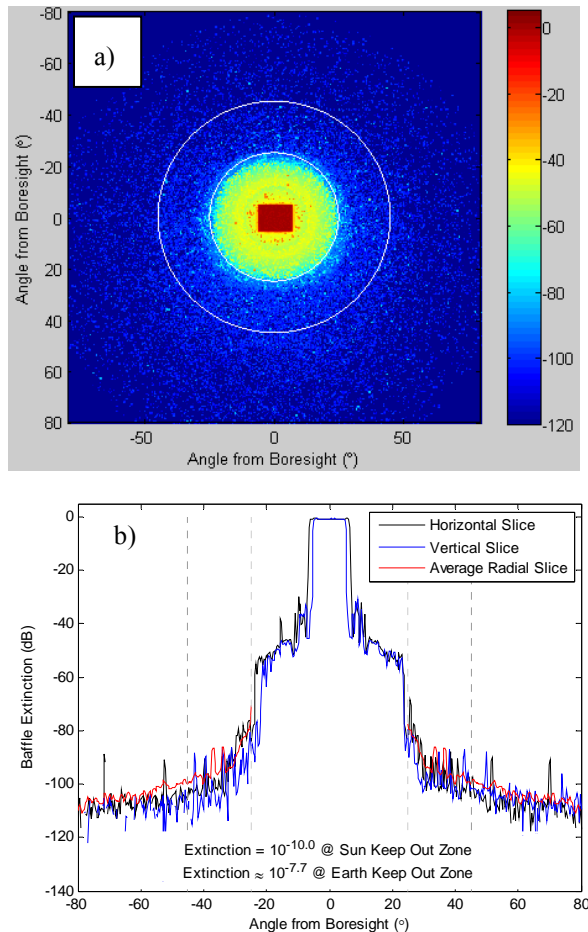 a)
-80
-60
-40
-20
0
20
40
60
80
Angle from Boresight (º)
-50
0
50
Angle from Boresight (º)
0
-20
-40
-60
-80
-100
-120
b)
Horizontal Slice
Vertical Slice
Average Radial Slice
0
-20
-40
-60
-80
-100
-120
-140
Baffle Extinction (dB)
Extinction = 10^-10.0 @ Sun Keep Out Zone
Extinction ≈ 10^-7.7 @ Earth Keep Out Zone
-80 -60 -40 -20 0 20 40 60 80
Angle from Boresight (°)